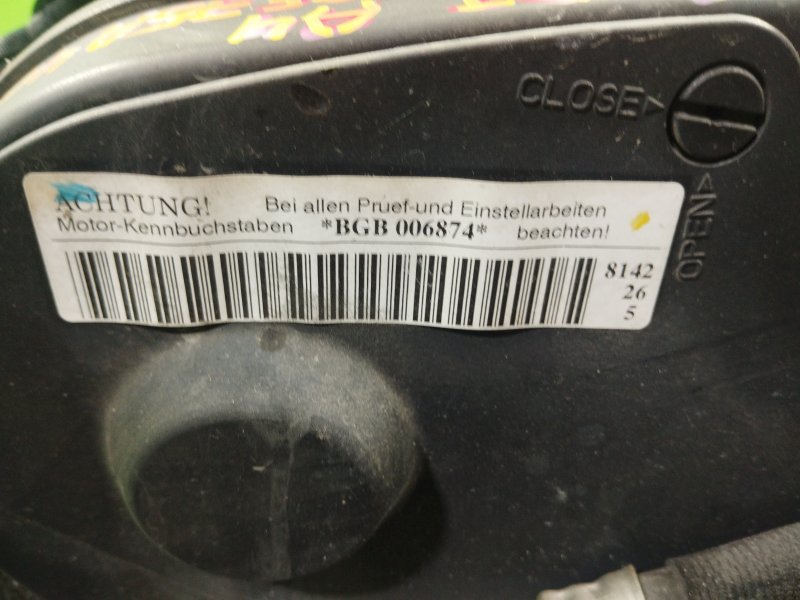 CLOSE
OPEN
ACHTUNG! Bei allen Pruef-und Einstellarbeiten
Motor-Kennbuchstaben *BGB 006874* beachten!
8142
26
5